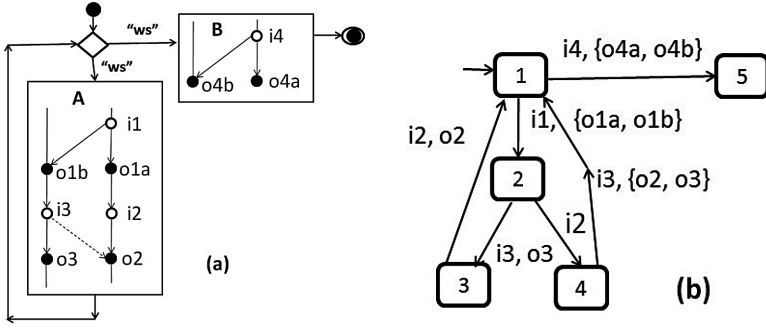 “ws”
B
i4
o4b
o4a
“ws”
A
i1
o1b
o1a
i3
i2
o3
o2
(a)
1
i4, {o4a, o4b}
5
i2, o2
i1, {o1a, o1b}
2
i3, {o2, o3}
i2
i3, o3
3
4
(b)